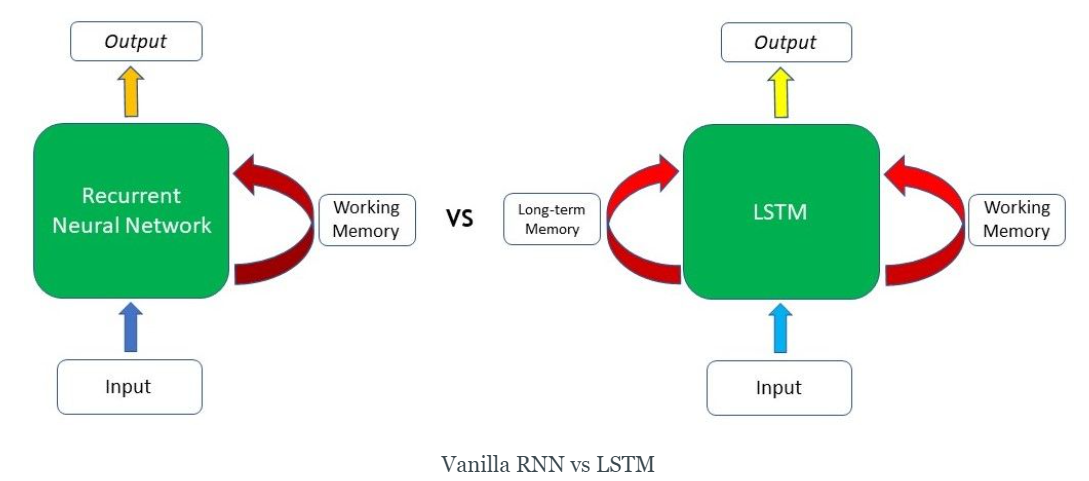 Output
Recurrent
Neural Network
Working
Memory
Input
VS
Output
Long-term
Memory
LSTM
Working
Memory
Input
Vanilla RNN vs LSTM